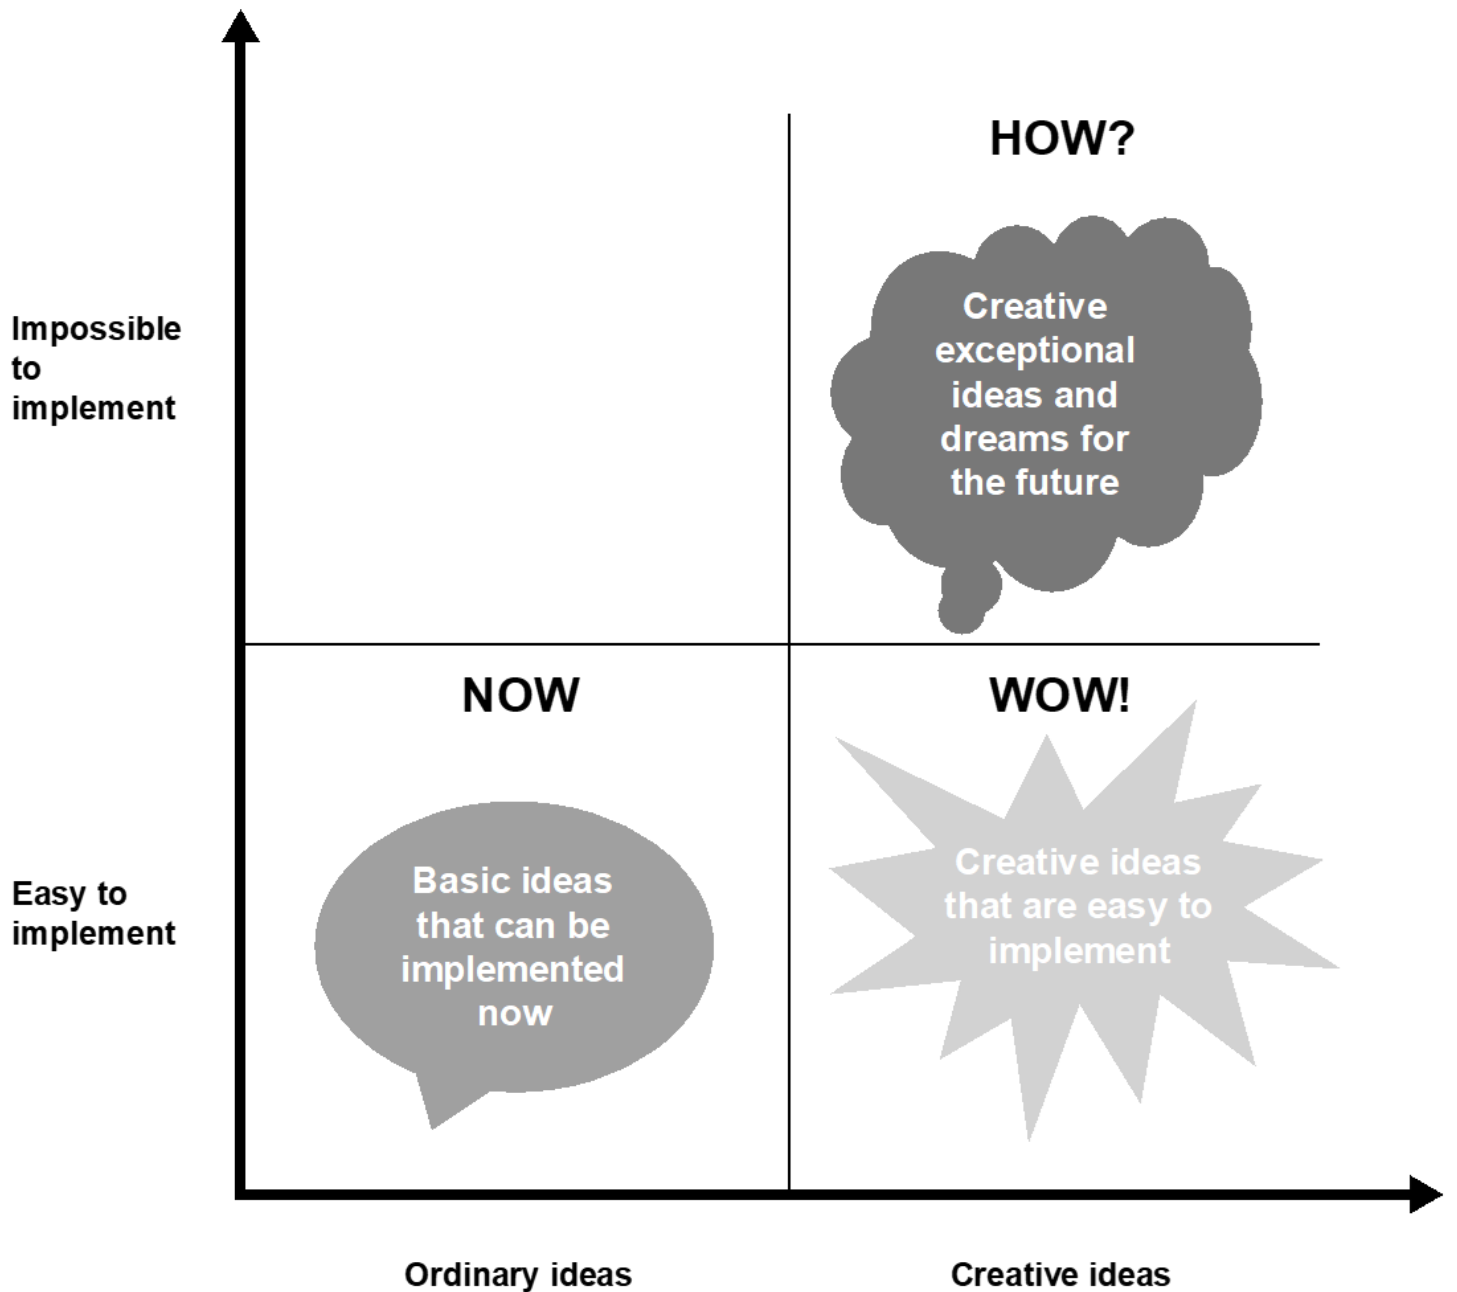 HOW?
Creative
exceptional
ideas and
dreams for
the future
Impossible
to
implement
NOW
WOW!
Basic ideas
that can be
implemented
now
Creative ideas
that are easy to
implement
Easy to
implement
Ordinary ideas
Creative ideas